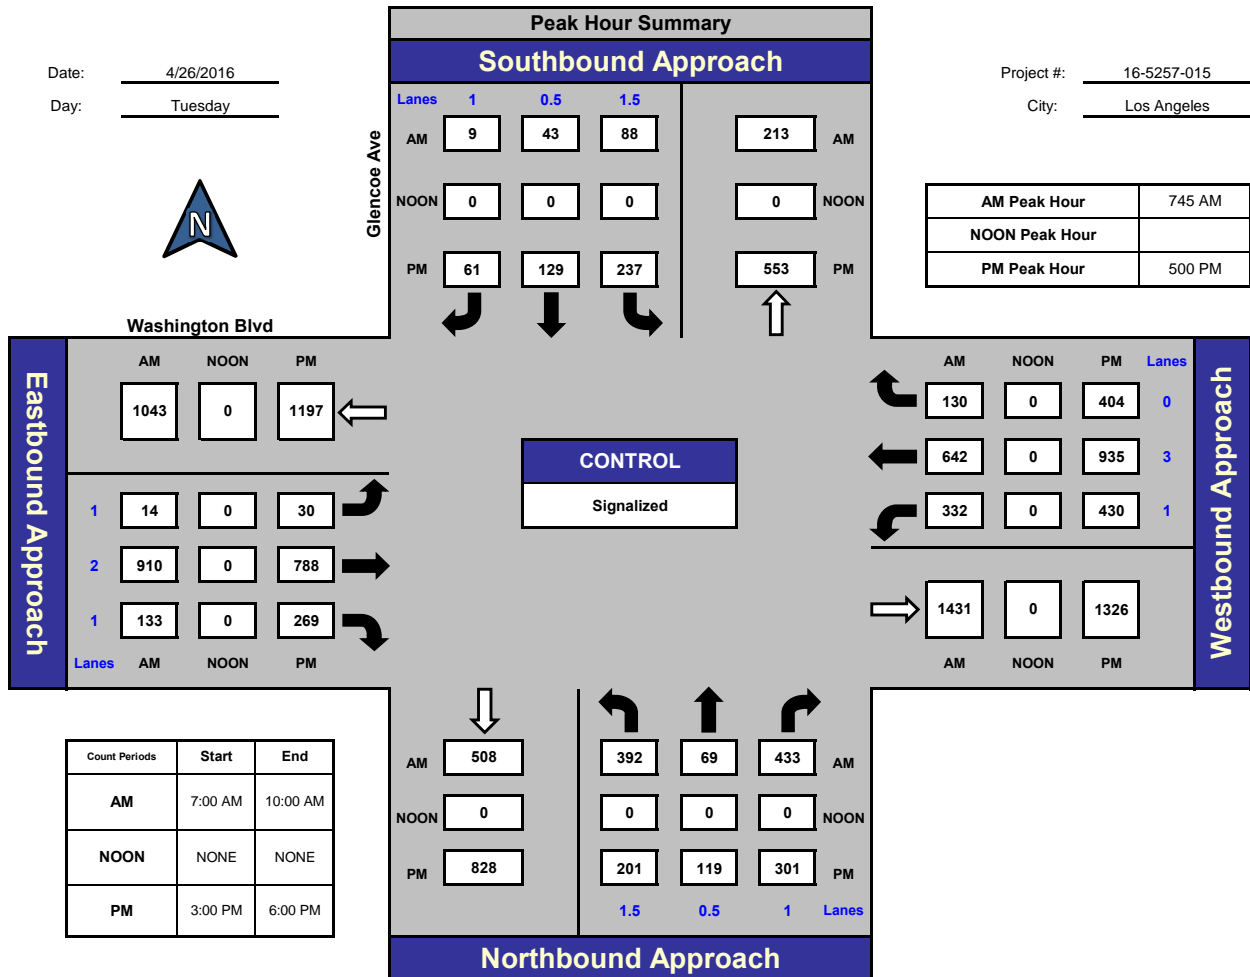 Peak Hour Summary
Southbound Approach
Date: 4/26/2016
Day: Tuesday
Project #: 16-5257-015
City: Los Angeles
N
Glencoe Ave
Lanes 1 0.5 1.5
AM 9 43 88 213 AM
NOON 0 0 0 0 NOON
PM 61 129 237 553 PM
AM Peak Hour 745 AM
NOON Peak Hour
PM Peak Hour 500 PM
Washington Blvd
Eastbound Approach
AM NOON PM
1043 0 1197
1 14 0 30
2 910 0 788
1 133 0 269
Lanes AM NOON PM
CONTROL
Signalized
AM NOON PM Lanes
130 0 404 0
642 0 935 3
332 0 430 1
1431 0 1326
AM NOON PM
Westbound Approach
Count Periods Start End
AM 7:00 AM 10:00 AM
NOON NONE NONE
PM 3:00 PM 6:00 PM
AM 508 392 69 433 AM
NOON 0 0 0 0 NOON
PM 828 201 119 301 PM
1.5 0.5 1 Lanes
Northbound Approach